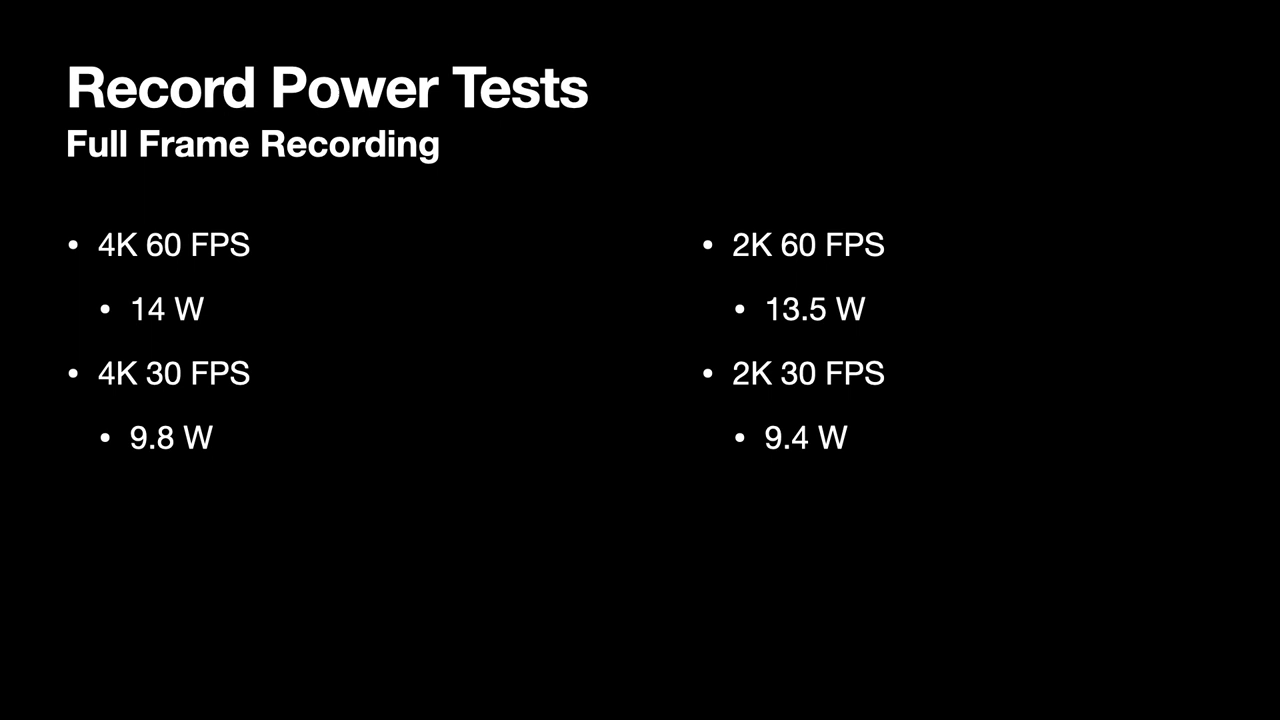 Record Power Tests
Full Frame Recording
• 4K 60 FPS
• 14 W
• 4K 30 FPS
• 9.8 W
• 2K 60 FPS
• 13.5 W
• 2K 30 FPS
• 9.4 W